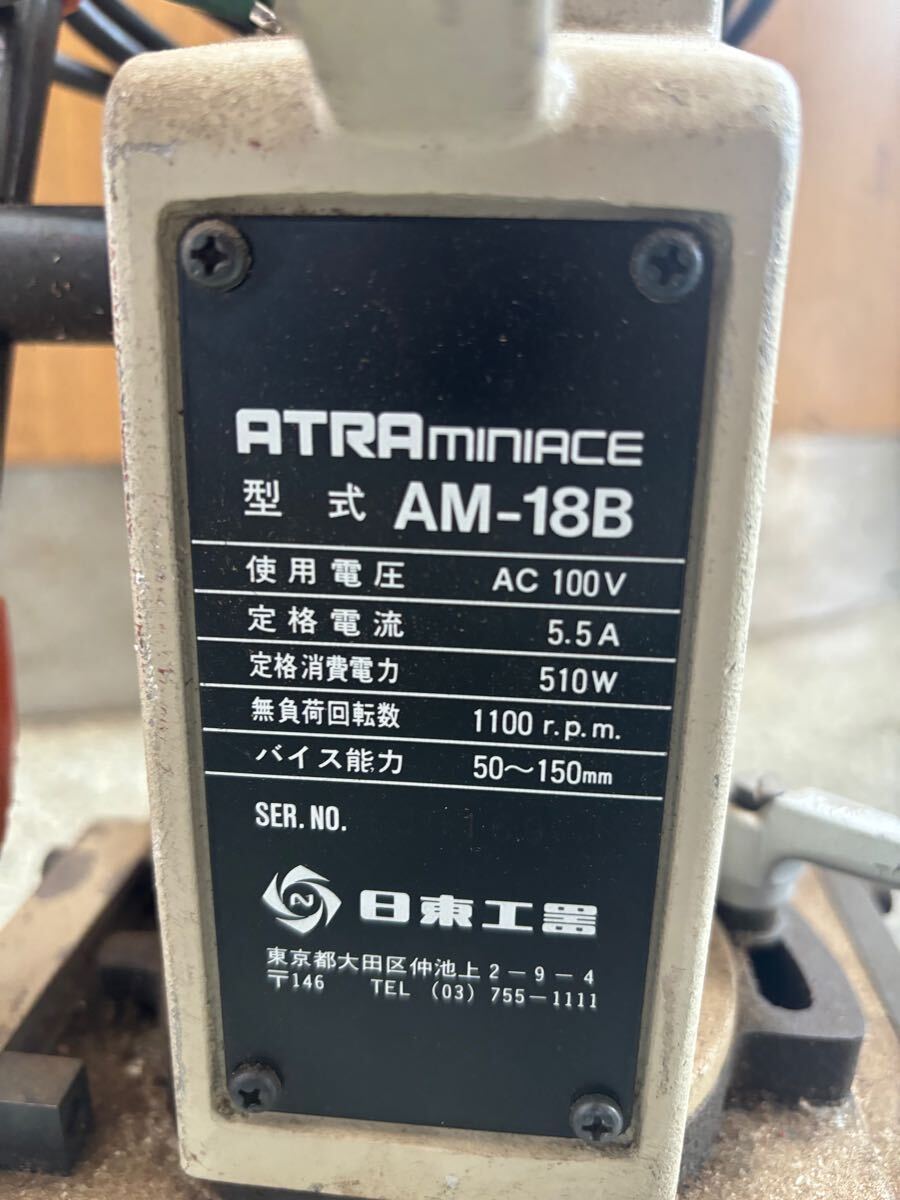 ATRA MINIACE
型式 AM-18B
使用電圧 AC 100V
定格電流 5.5A
定格消費電力 510W
無負荷回転数 1100 r.p.m.
バイス能力 50〜150mm
SER. NO.
N 日東工器
東京都大田区仲池上2-9-4
〒146 TEL (03) 755-1111